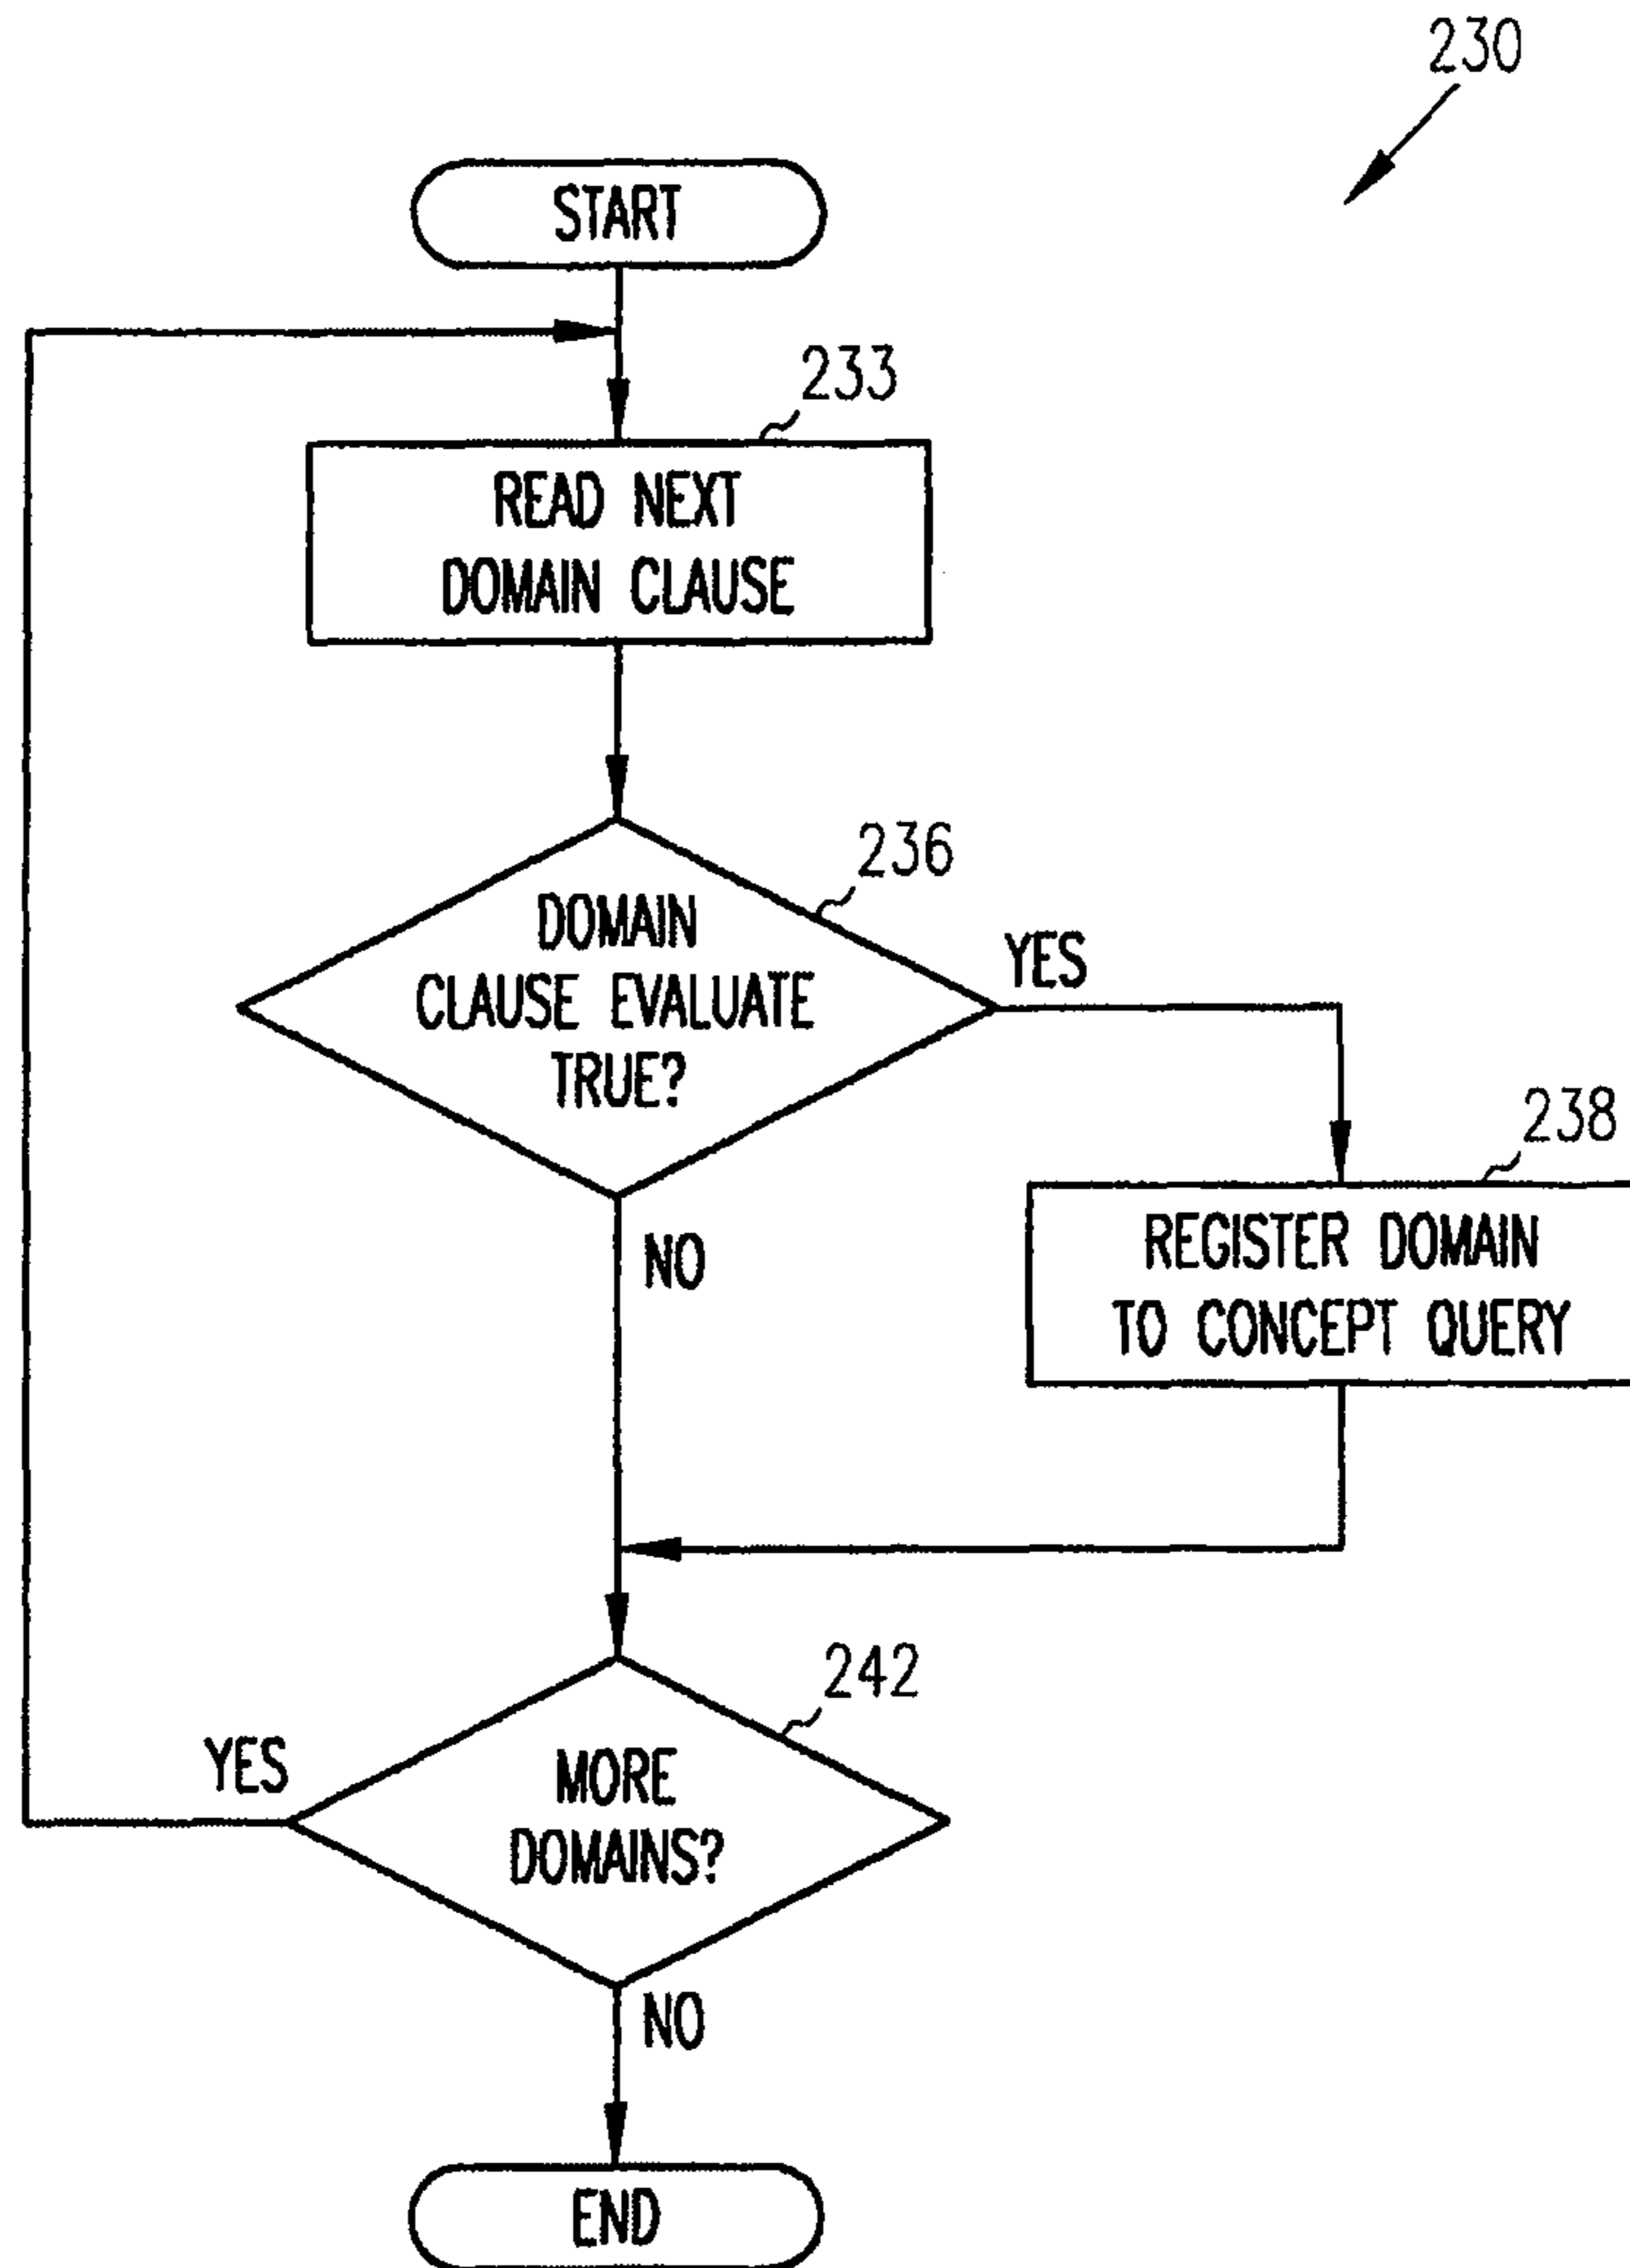 230
START
233
READ NEXT
DOMAIN CLAUSE
236
DOMAIN
CLAUSE EVALUATE
TRUE?
YES
238
REGISTER DOMAIN
TO CONCEPT QUERY
NO
242
YES
MORE
DOMAINS?
NO
END